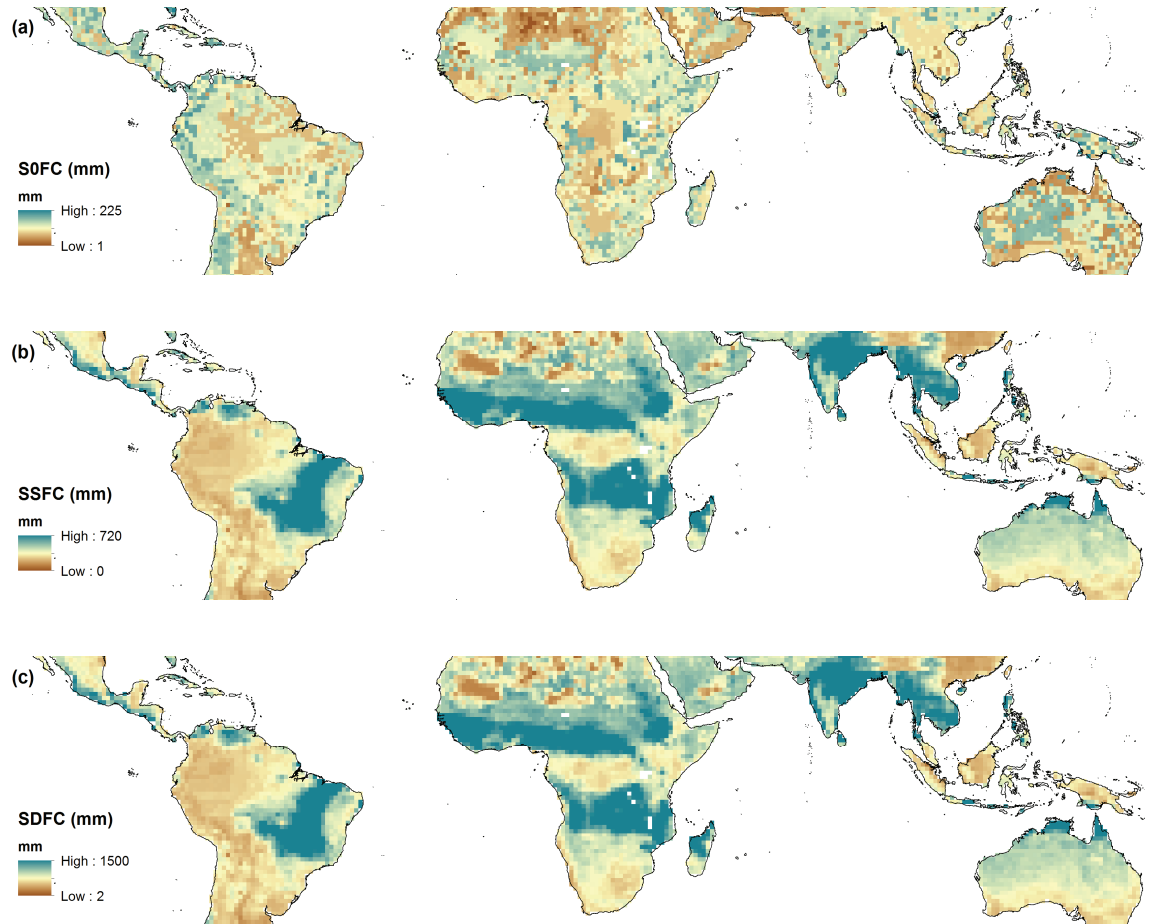 (a)
S0FC (mm)
mm
High : 225
Low : 1
(b)
SSFC (mm)
mm
High : 720
Low : 0
(c)
SDFC (mm)
mm
High : 1500
Low : 2